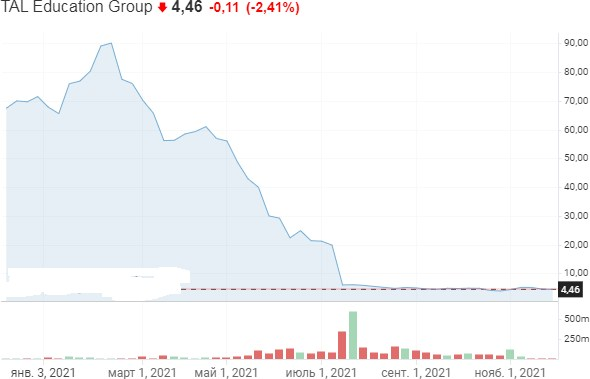 TAL Education Group 4,46 -0,11 (-2,41%)
90,00
80,00
70,00
60,00
50,00
40,00
30,00
20,00
10,00
4,46
500m
250m
янв. 3, 2021 март 1, 2021 май 1, 2021 июль 1, 2021 сент. 1, 2021 нояб. 1, 2021